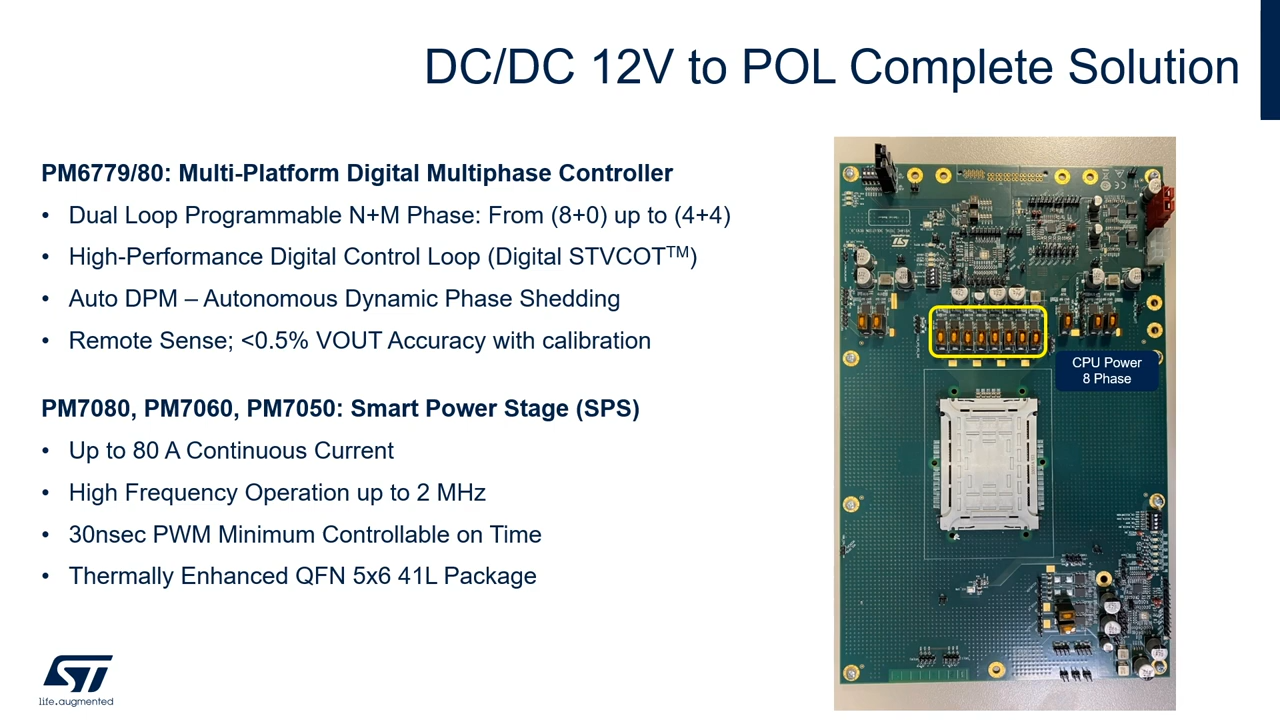 DC/DC 12V to POL Complete Solution
PM6779/80: Multi-Platform Digital Multiphase Controller
• Dual Loop Programmable N+M Phase: From (8+0) up to (4+4)
• High-Performance Digital Control Loop (Digital STVCOT™)
• Auto DPM – Autonomous Dynamic Phase Shedding
• Remote Sense; <0.5% VOUT Accuracy with calibration
PM7080, PM7060, PM7050: Smart Power Stage (SPS)
• Up to 80 A Continuous Current
• High Frequency Operation up to 2 MHz
• 30nsec PWM Minimum Controllable on Time
• Thermally Enhanced QFN 5x6 41L Package
CPU Power
8 Phase
ST
life.augmented